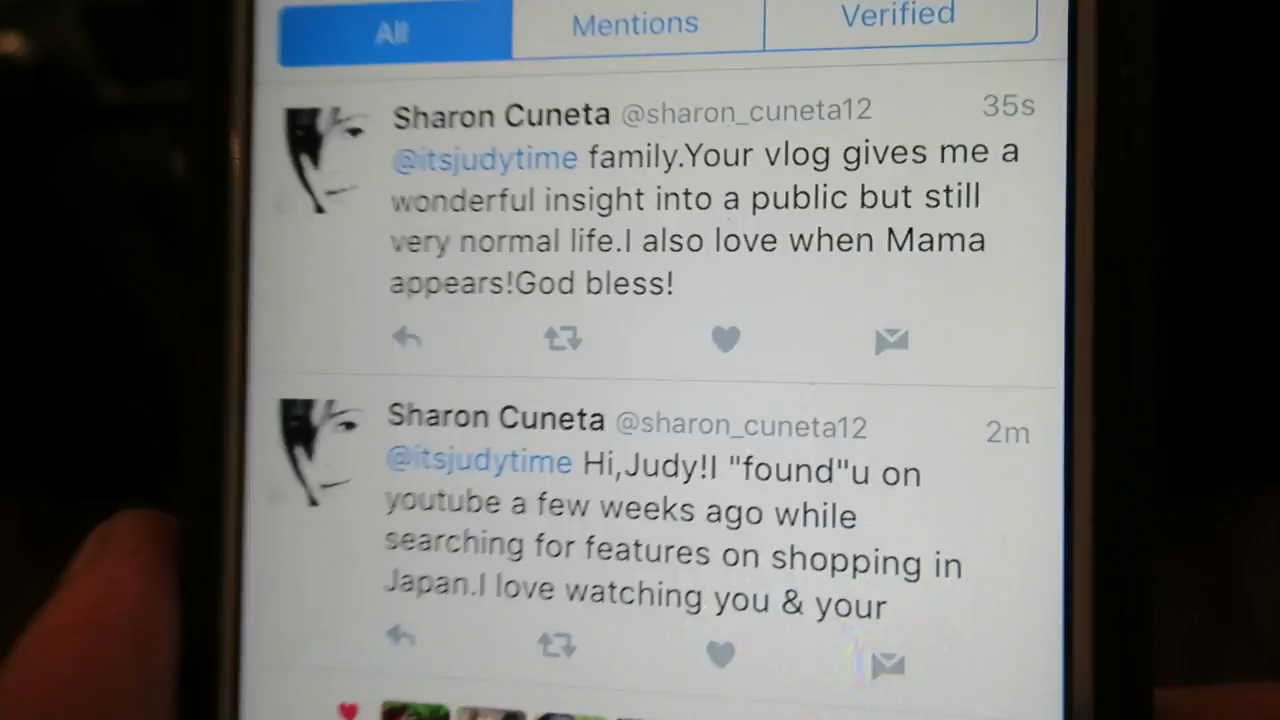 All Mentions Verified
Sharon Cuneta @sharon_cuneta12 35s
@itsjudytime family.Your vlog gives me a
wonderful insight into a public but still
very normal life.I also love when Mama
appears!God bless!
Sharon Cuneta @sharon_cuneta12 2m
@itsjudytime Hi,Judy!I "found"u on
youtube a few weeks ago while
searching for features on shopping in
Japan.I love watching you & your